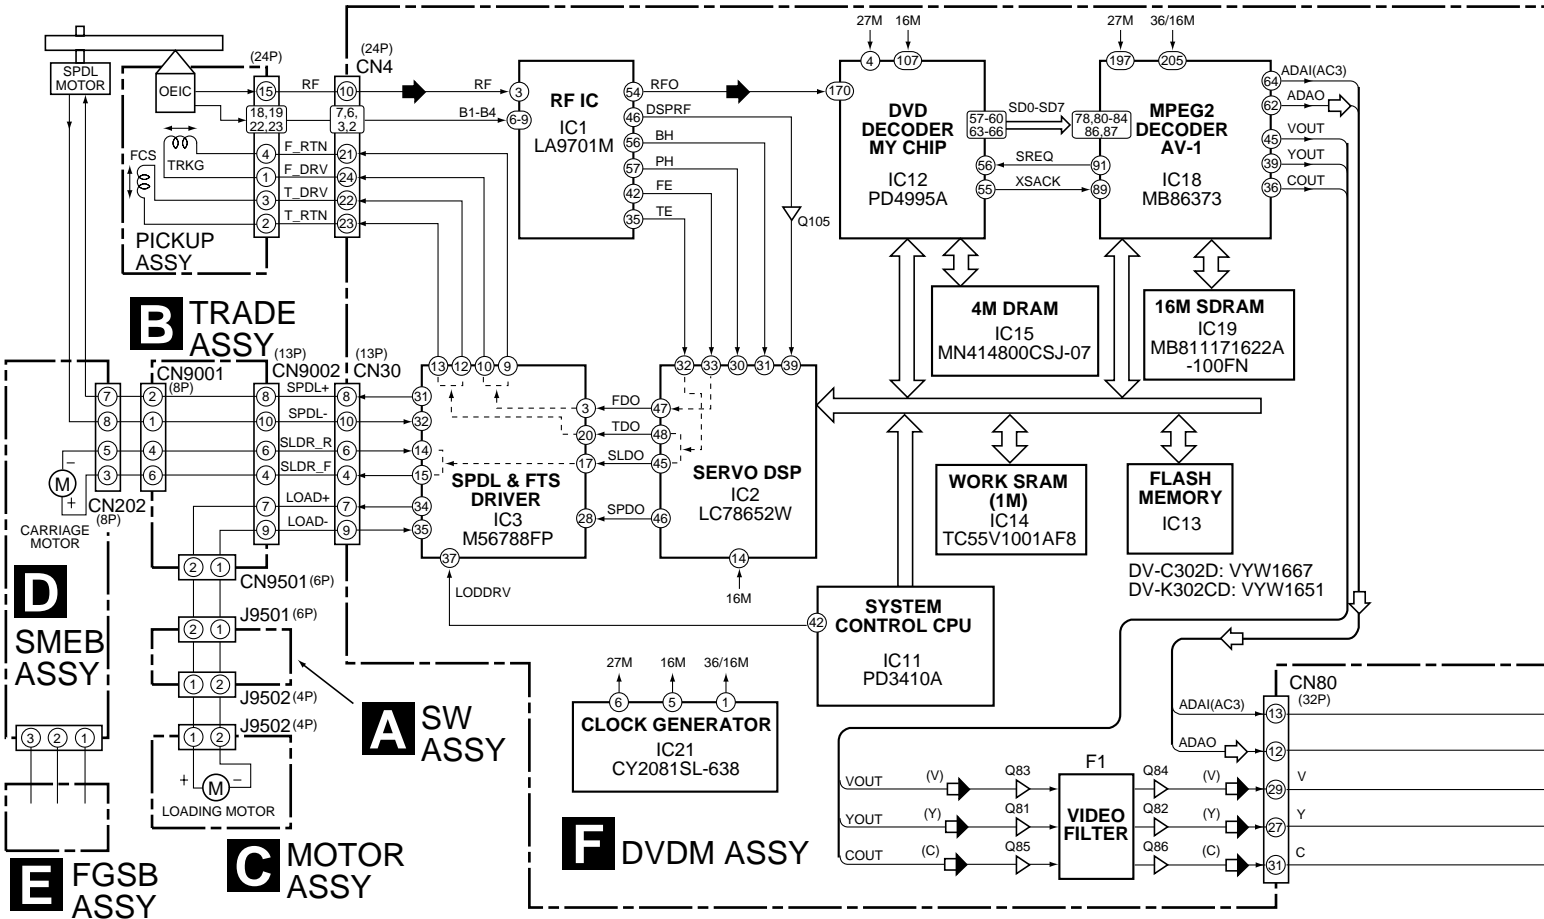 27M
16M
27M
36/16M
(24P)
(24P)
CN4
SPDL
MOTOR
OEIC
15
RF
10
RF
3
RF IC
IC1
LA9701M
54
RFO
170
4
107
197
205
18,19
22,23
7,6,
3,2
B1-B4
6-9
46
DSPRF
56
BH
57
PH
42
FE
35
TE
Q105
DVD
DECODER
MY CHIP
IC12
PD4995A
57-60
63-66
SD0-SD7
78,80-84
86,87
56
SREQ
91
55
XSACK
89
MPEG2
DECODER
AV-1
IC18
MB86373
64
ADAI(AC3)
62
ADAO
45
VOUT
39
YOUT
36
COUT
FCS
TRKG
4
F_RTN
21
1
F_DRV
24
3
T_DRV
22
2
T_RTN
23
PICKUP
ASSY
B
TRADE
ASSY
4M DRAM
IC15
MN414800CSJ-07
16M SDRAM
IC19
MB811171622A
-100FN
CN9001
(8P)
(13P)
CN9002
(13P)
CN30
7
2
8
SPDL+
8
31
8
1
10
SPDL-
10
32
5
4
6
SLDR_R
6
14
3
6
4
SLDR_F
4
15
7
LOAD+
7
34
9
LOAD-
9
35
M
−
+
CARRIAGE
MOTOR
CN202
(8P)
13
12
10
9
3
FDO
47
20
TDO
48
17
SLDO
45
28
SPDO
46
37
SPDL & FTS
DRIVER
IC3
M56788FP
32
33
30
31
39
SERVO DSP
IC2
LC78652W
14
16M
WORK SRAM
(1M)
IC14
TC55V1001AF8
FLASH
MEMORY
IC13
DV-C302D: VYW1667
DV-K302CD: VYW1651
LODDRV
42
SYSTEM
CONTROL CPU
IC11
PD3410A
D
SMEB
ASSY
2
1
CN9501 (6P)
J9501 (6P)
2
1
1
2
J9502 (4P)
J9502 (4P)
1
2
+
−
M
LOADING MOTOR
A
SW
ASSY
3
2
1
E
FGSB
ASSY
C
MOTOR
ASSY
27M
16M
36/16M
6
5
1
CLOCK GENERATOR
IC21
CY2081SL-638
F
DVDM ASSY
CN80
(32P)
ADAI(AC3)
13
ADAO
12
VOUT
(V)
Q83
F1
Q84
(V)
29
V
YOUT
(Y)
Q81
VIDEO
FILTER
Q82
(Y)
27
Y
COUT
(C)
Q85
Q86
(C)
31
C